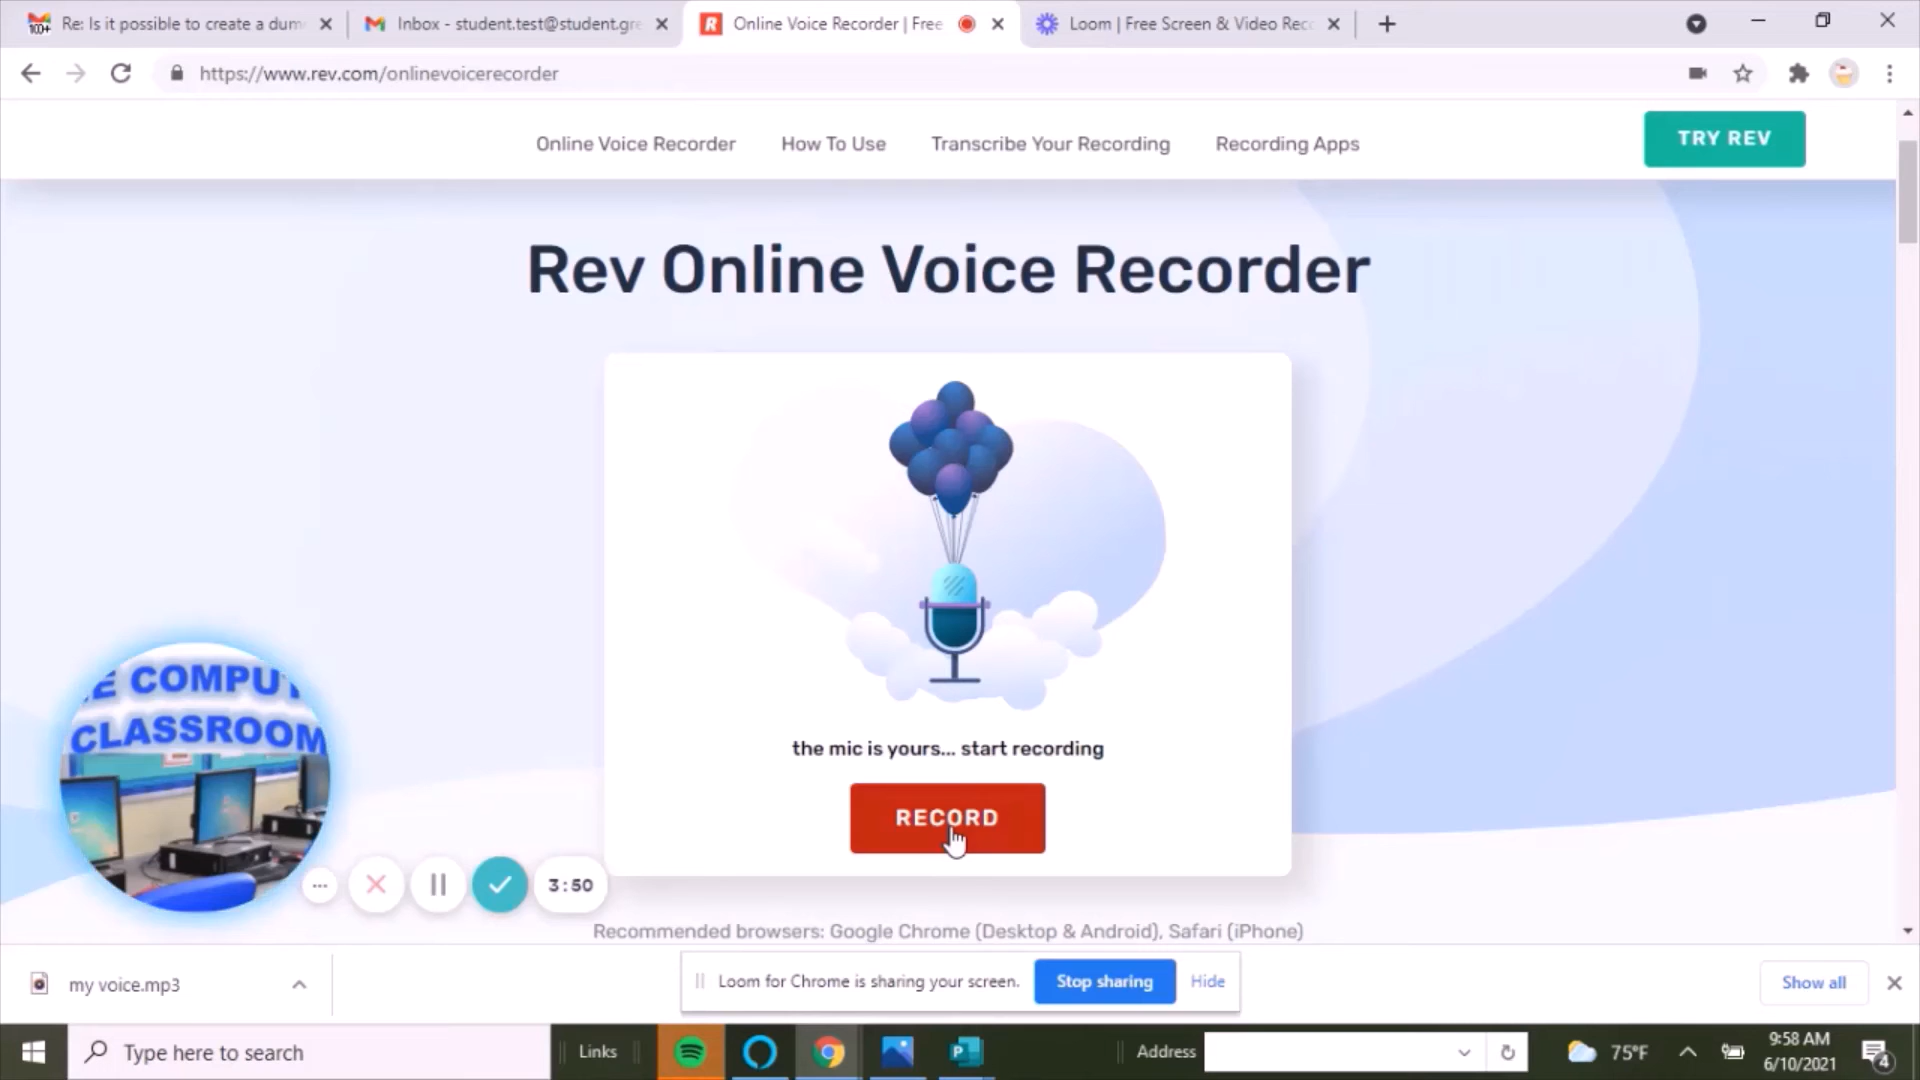 100+ Re: Is it possible to create a dum
Inbox - student.test@student.gre
R Online Voice Recorder | Free
Loom | Free Screen & Video Rec
https://www.rev.com/onlinevoicerecorder
Online Voice Recorder How To Use Transcribe Your Recording Recording Apps TRY REV
Rev Online Voice Recorder
E COMPUT
CLASSROOM
the mic is yours... start recording
RECORD
3:50
Recommended browsers: Google Chrome (Desktop & Android), Safari (iPhone)
my voice.mp3
Loom for Chrome is sharing your screen. Stop sharing Hide
Show all
Type here to search
Links
Address
75°F
9:58 AM
6/10/2021
4